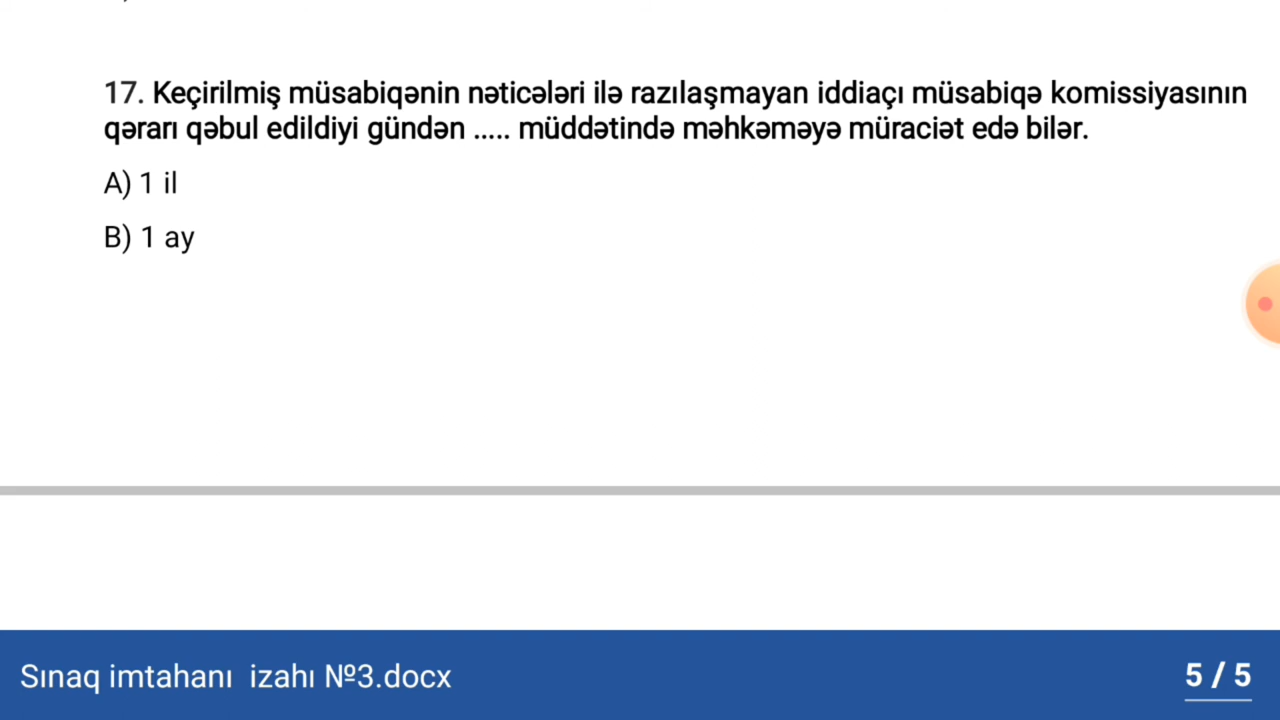 17. Keçirilmiş müsabiqənin nəticələri ilə razılaşmayan iddiaçı müsabiqə komissiyasının
qərarı qəbul edildiyi gündən ..... müddətində məhkəməyə müraciət edə bilər.
A) 1 il
B) 1 ay
Sınaq imtahanı izahı №3.docx
5 / 5